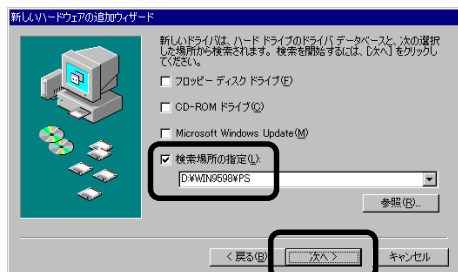 新しいハードウェアの追加ウィザード
新しいドライバは、ハード ドライブのドライバ データベースと、次の選択
した場所から検索されます。 検索を開始するには、[次へ] をクリックし
てください。
フロッピー ディスク ドライブ(F)
CD-ROM ドライブ(C)
Microsoft Windows Update(M)
検索場所の指定(L):
D:¥WIN9598¥PS
参照(R)...
< 戻る(B)
次へ >
キャンセル